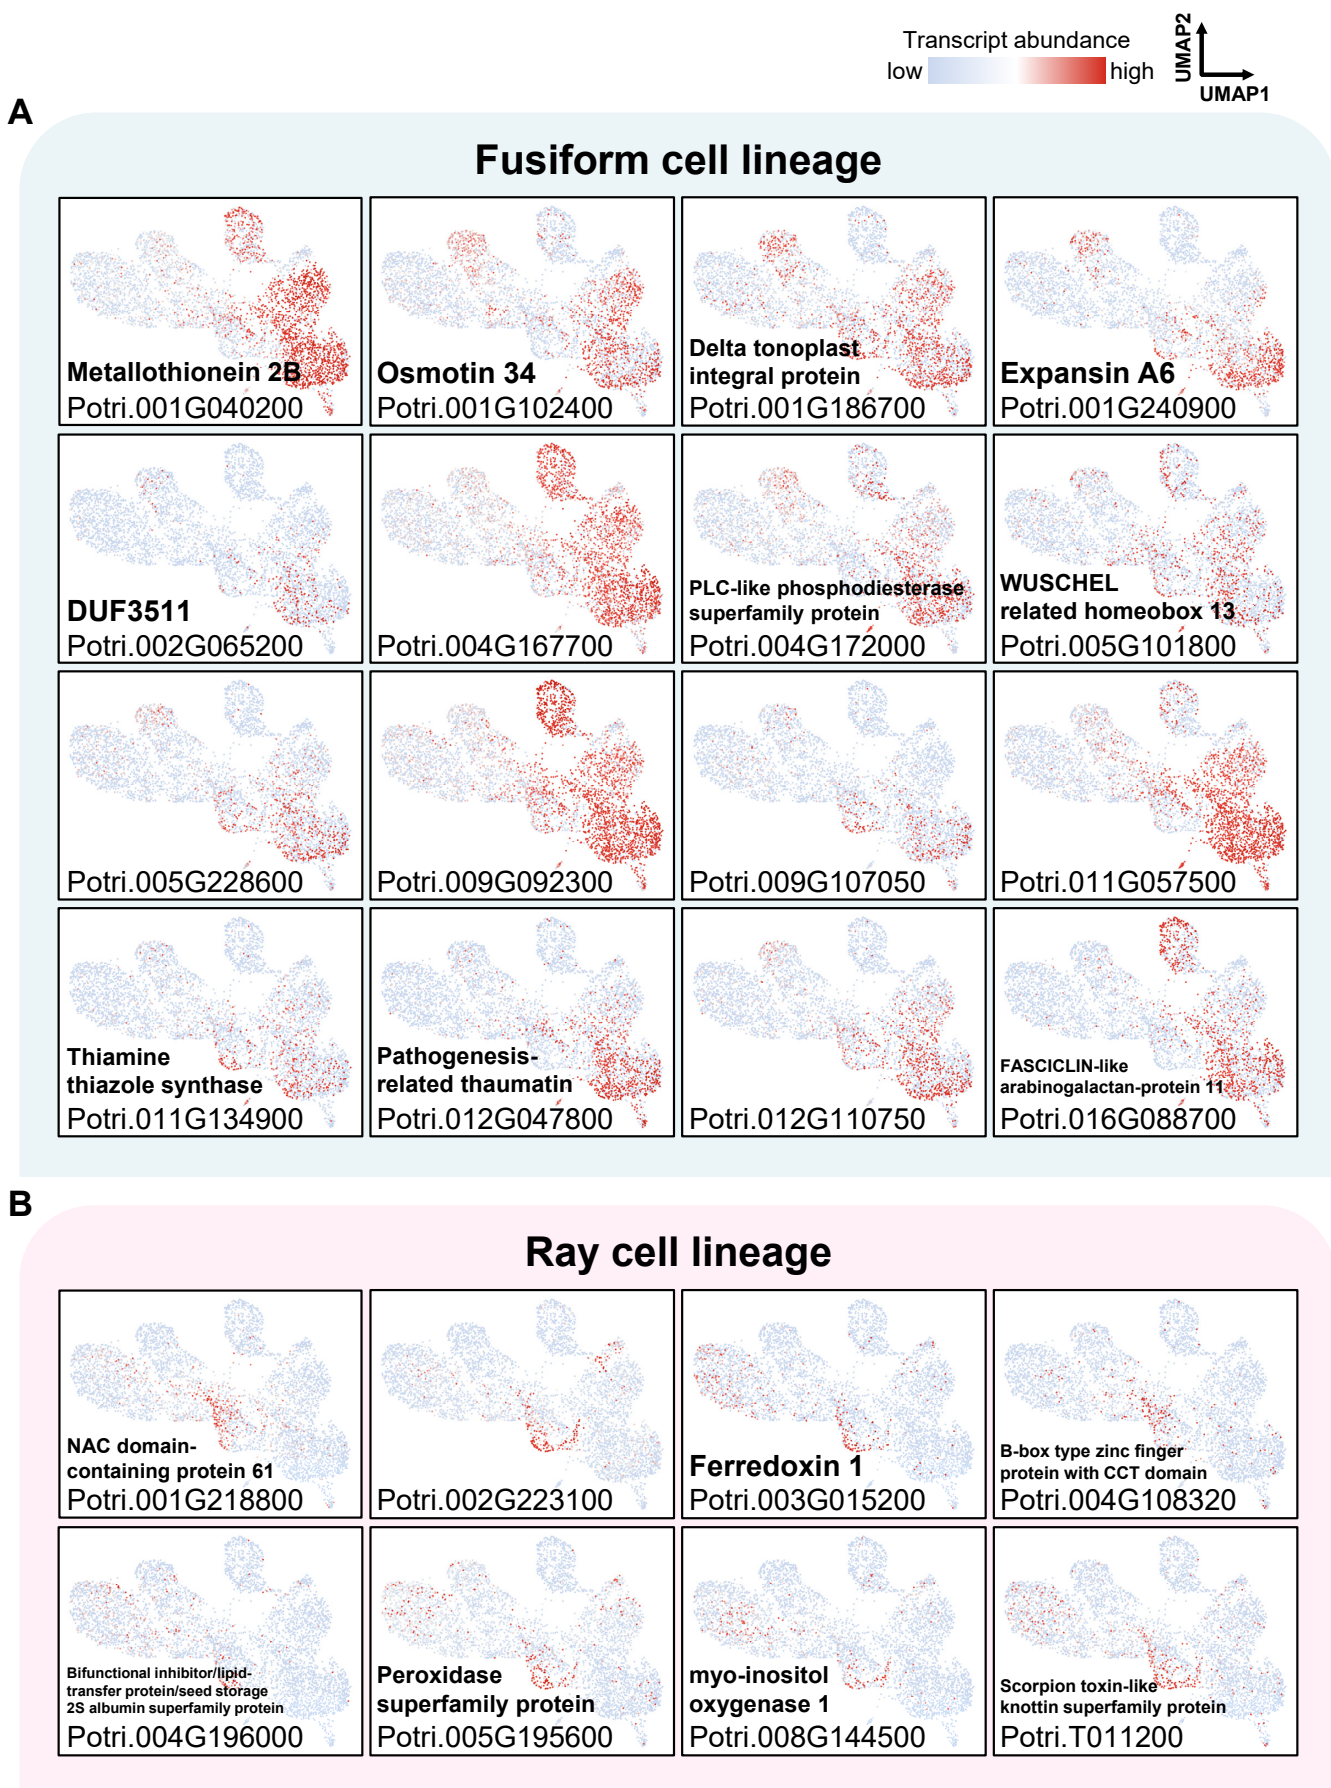 Transcript abundance
low
high
UMAP2
UMAP1
A
Fusiform cell lineage
Metallothionein 2B
Potri.001G040200
Osmotin 34
Potri.001G102400
Delta tonoplast
integral protein
Potri.001G186700
Expansin A6
Potri.001G240900
DUF3511
Potri.002G065200
Potri.004G167700
PLC-like phosphodiesterase
superfamily protein
Potri.004G172000
WUSCHEL
related homeobox 13
Potri.005G101800
Potri.005G228600
Potri.009G092300
Potri.009G107050
Potri.011G057500
Thiamine
thiazole synthase
Potri.011G134900
Pathogenesis-
related thaumatin
Potri.012G047800
Potri.012G110750
FASCICLIN-like
arabinogalactan-protein 11
Potri.016G088700
B
Ray cell lineage
NAC domain-
containing protein 61
Potri.001G218800
Potri.002G223100
Ferredoxin 1
Potri.003G015200
B-box type zinc finger
protein with CCT domain
Potri.004G108320
Bifunctional inhibitor/lipid-
transfer protein/seed storage
2S albumin superfamily protein
Potri.004G196000
Peroxidase
superfamily protein
Potri.005G195600
myo-inositol
oxygenase 1
Potri.008G144500
Scorpion toxin-like
knottin superfamily protein
Potri.T011200